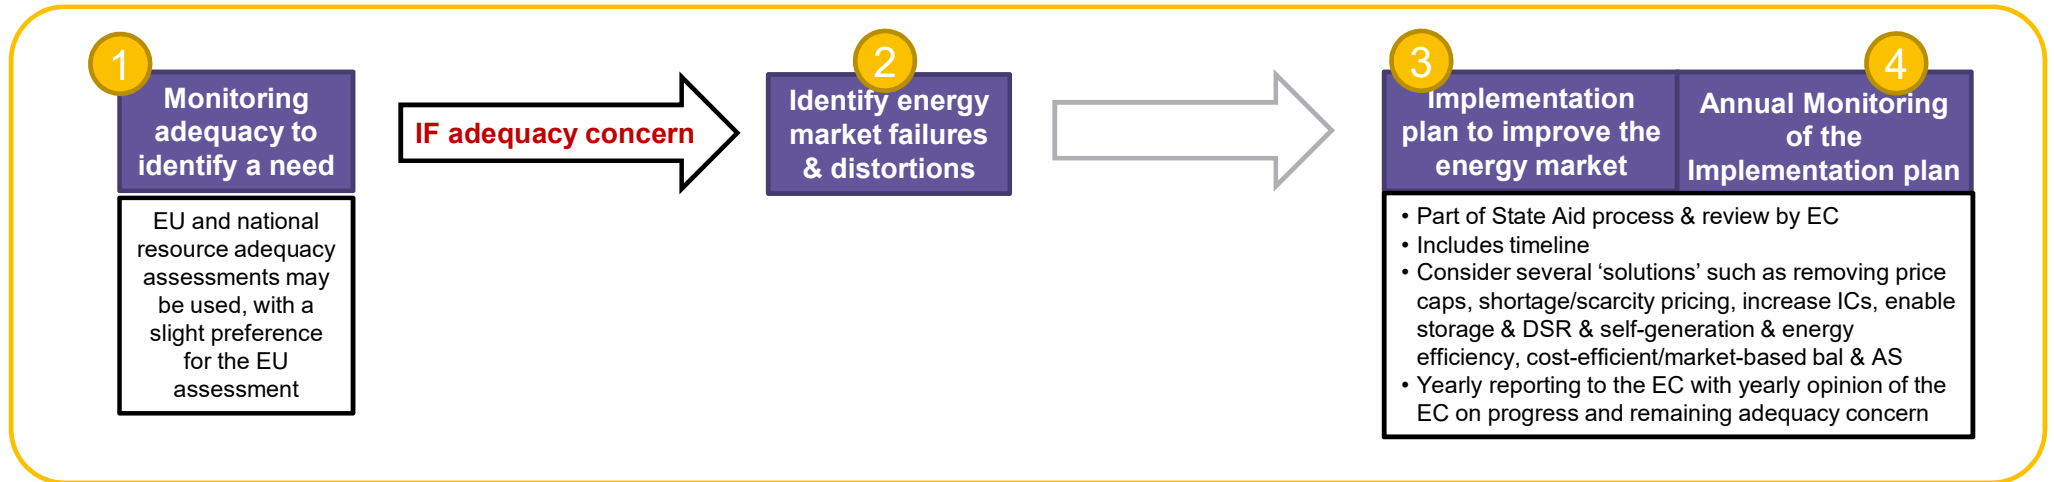 1
Monitoring
adequacy to
identify a need
EU and national
resource adequacy
assessments may
be used, with a
slight preference
for the EU
assessment
IF adequacy concern
2
Identify energy
market failures
& distortions
3
Implementation
plan to improve the
energy market
4
Annual Monitoring
of the
Implementation plan
• Part of State Aid process & review by EC
• Includes timeline
• Consider several ‘solutions’ such as removing price
caps, shortage/scarcity pricing, increase ICs, enable
storage & DSR & self-generation & energy
efficiency, cost-efficient/market-based bal & AS
• Yearly reporting to the EC with yearly opinion of the
EC on progress and remaining adequacy concern